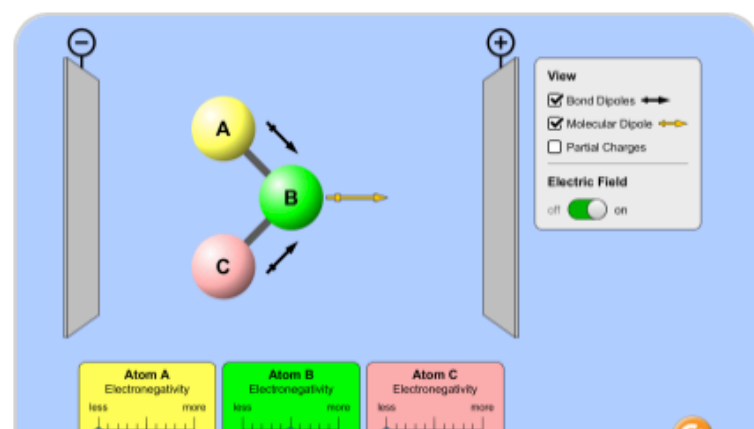 −
+
View
Bond Dipoles
A
Molecular Dipole
Partial Charges
Electric Field
B
off on
C
Atom A
Electronegativity
less more
Atom B
Electronegativity
less more
Atom C
Electronegativity
less more